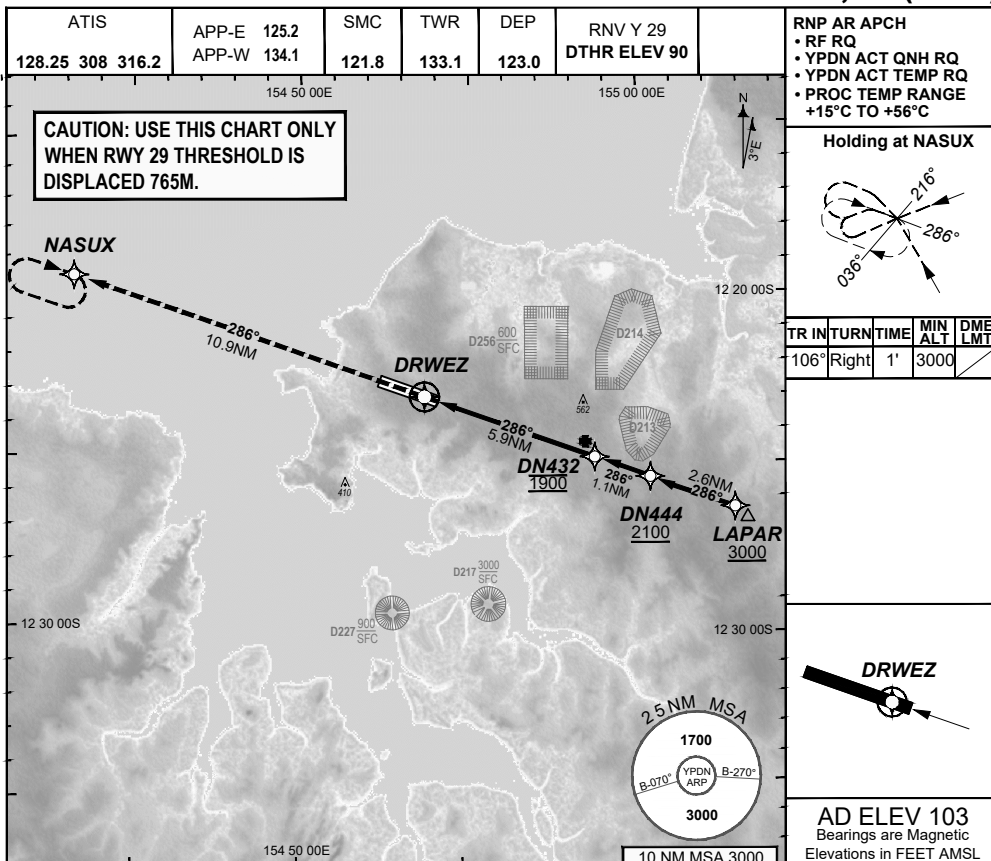 ATIS
128.25 308 316.2
APP-E 125.2
APP-W 134.1
SMC
121.8
TWR
133.1
DEP
123.0
RNV Y 29
DTHR ELEV 90
RNP AR APCH
• RF RQ
• YPDN ACT QNH RQ
• YPDN ACT TEMP RQ
• PROC TEMP RANGE
+15°C TO +56°C
154 50 00E
155 00 00E
CAUTION: USE THIS CHART ONLY
WHEN RWY 29 THRESHOLD IS
DISPLACED 765M.
N
3°E
Holding at NASUX
216°
286°
036°
TR IN TURN TIME MIN ALT DME LMT
106° Right 1' 3000
NASUX
286°
10.9NM
12 20 00S
D256 600
SFC
D214
DRWEZ
562
D213
286°
5.9NM
DN432
1900
286°
1.1NM
2.6NM
286°
DN444
2100
LAPAR
3000
410
D217 3000
SFC
D227 900
SFC
12 30 00S
12 30 00S
DRWEZ
25 NM MSA
1700
B-070°
YPDN
ARP
B-270°
3000
10 NM MSA 3000
154 50 00E
AD ELEV 103
Bearings are Magnetic
Elevations in FEET AMSL